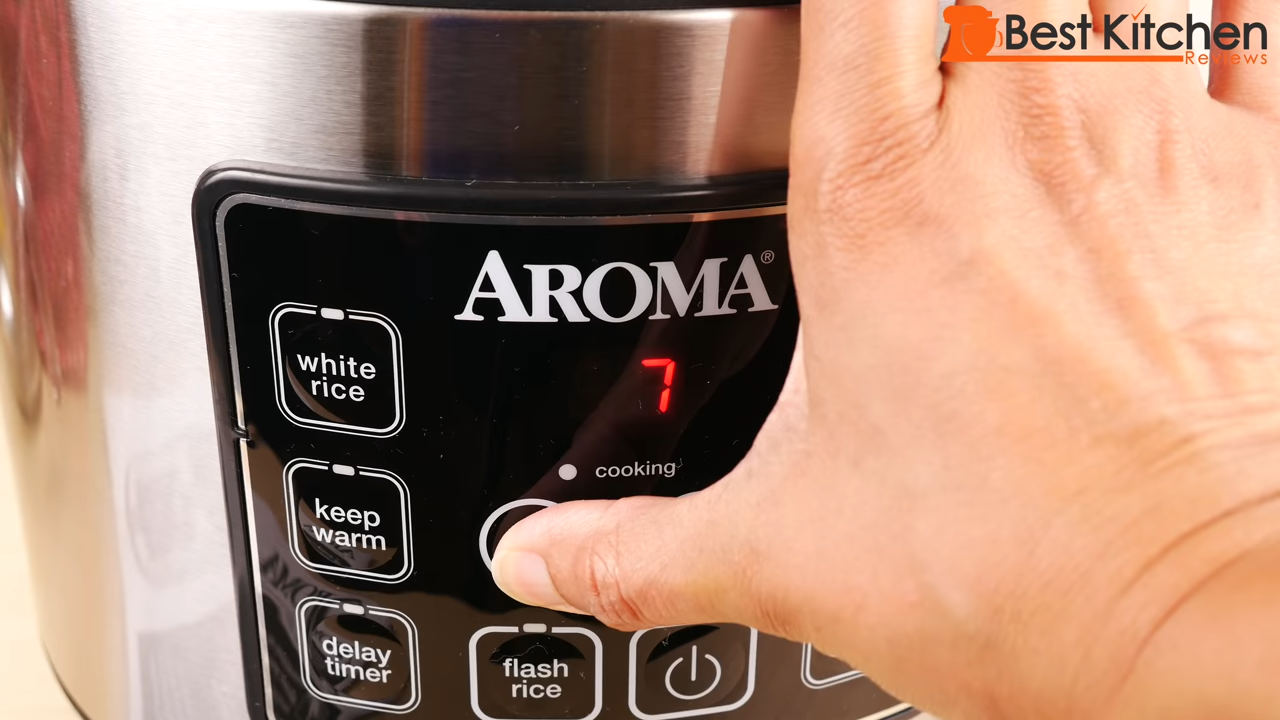 Best Kitchen
Reviews
AROMA®
7
white
rice
cooking
keep
warm
delay
timer
flash
rice